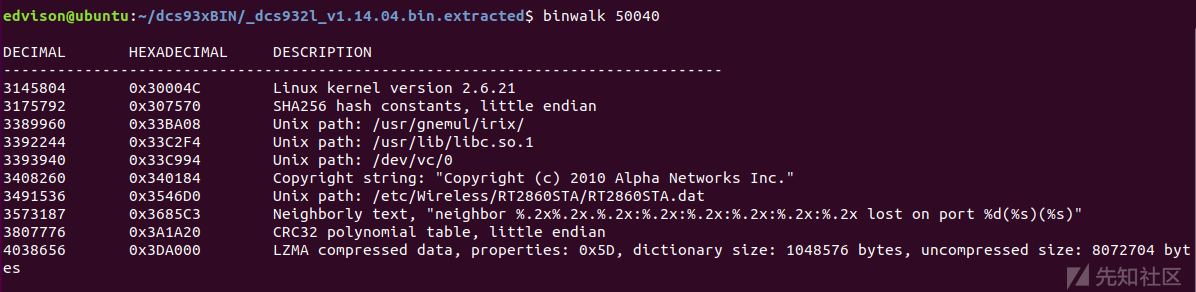 edvison@ubuntu:~/dcs93xBIN/_dcs932l_v1.14.04.bin.extracted$ binwalk 50040
DECIMAL       HEXADECIMAL     DESCRIPTION
--------------------------------------------------------------------------------
3145804       0x30004C        Linux kernel version 2.6.21
3175792       0x307570        SHA256 hash constants, little endian
3389960       0x33BA08        Unix path: /usr/gnemul/irix/
3392244       0x33C2F4        Unix path: /usr/lib/libc.so.1
3393940       0x33C994        Unix path: /dev/vc/0
3408260       0x340184        Copyright string: "Copyright (c) 2010 Alpha Networks Inc."
3491536       0x3546D0        Unix path: /etc/Wireless/RT2860STA/RT2860STA.dat
3573187       0x3685C3        Neighborly text, "neighbor %.2x%.2x.%.2x:%.2x:%.2x:%.2x:%.2x:%.2x lost on port %d(%s)(%s)"
3807776       0x3A1A20        CRC32 polynomial table, little endian
4038656       0x3DA000        LZMA compressed data, properties: 0x5D, dictionary size: 1048576 bytes, uncompressed size: 8072704 byt
es
先知社区